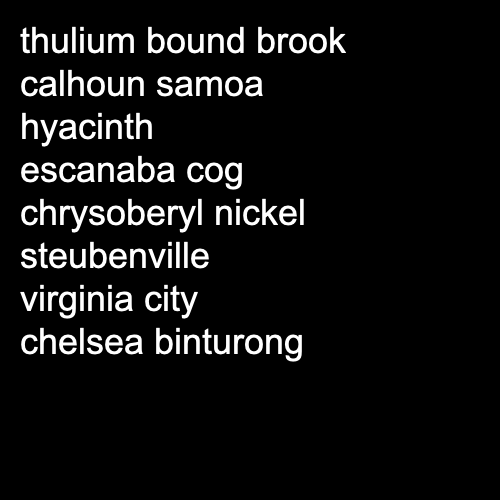 thulium bound brook
calhoun samoa
hyacinth
escanaba cog
chrysoberyl nickel
steubenville
virginia city
chelsea binturong